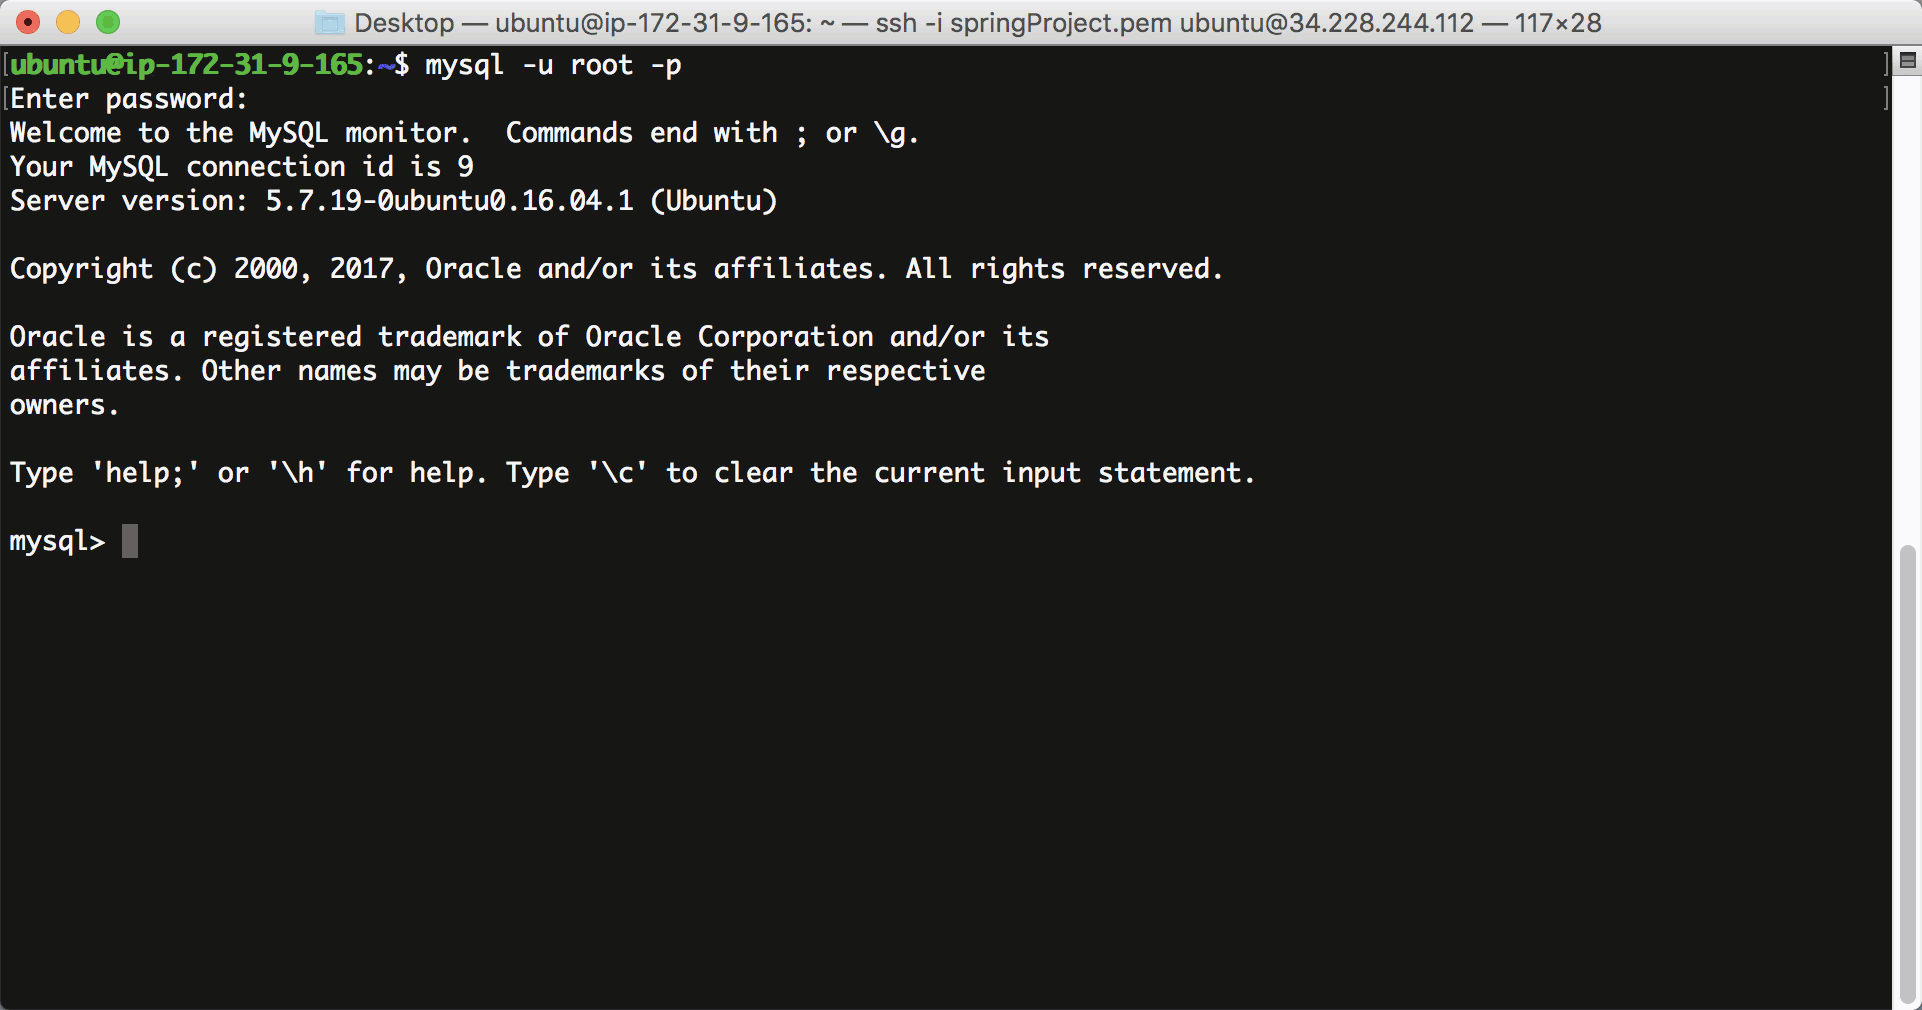 Desktop — ubuntu@ip-172-31-9-165: ~ — ssh -i springProject.pem ubuntu@34.228.244.112 — 117×28
[ubuntu@ip-172-31-9-165:~$ mysql -u root -p ]
[Enter password: ]
Welcome to the MySQL monitor.  Commands end with ; or \g.
Your MySQL connection id is 9
Server version: 5.7.19-0ubuntu0.16.04.1 (Ubuntu)
Copyright (c) 2000, 2017, Oracle and/or its affiliates. All rights reserved.
Oracle is a registered trademark of Oracle Corporation and/or its
affiliates. Other names may be trademarks of their respective
owners.
Type 'help;' or '\h' for help. Type '\c' to clear the current input statement.
mysql>